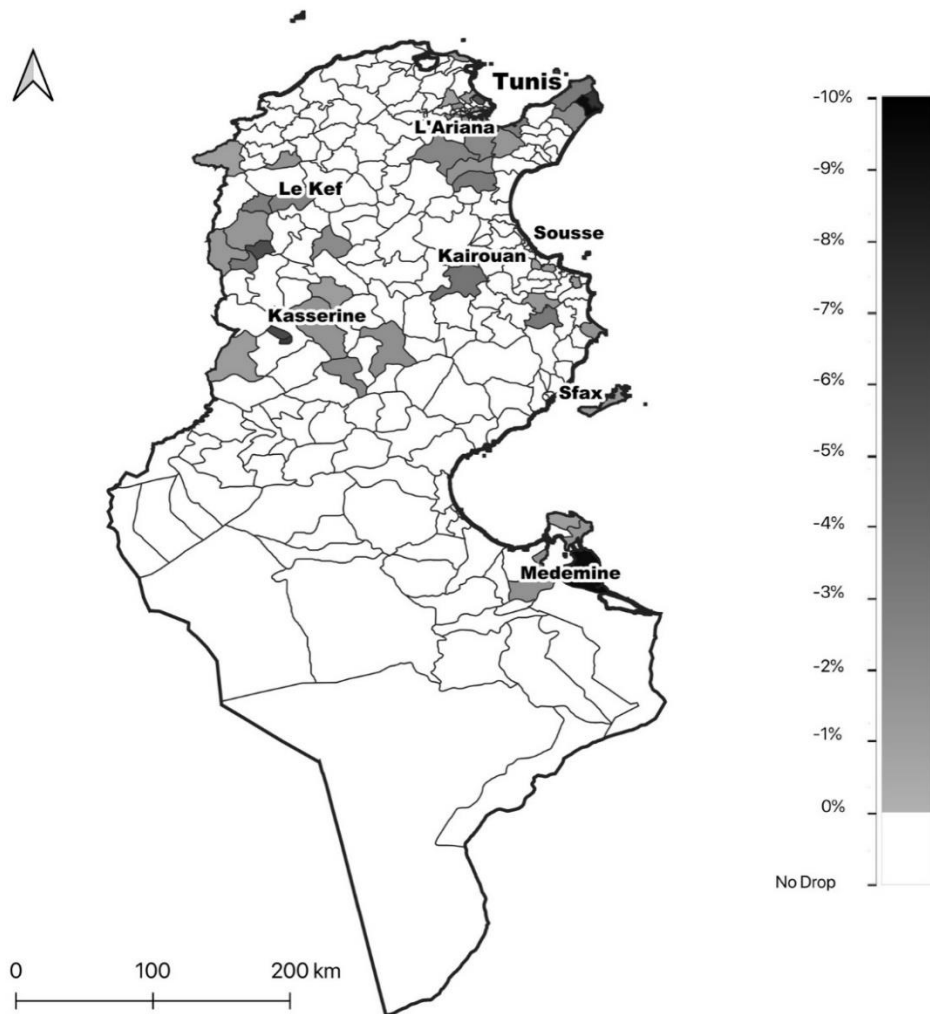 Tunis
L'Ariana
Le Kef
Sousse
Kairouan
Kasserine
Sfax
Medemine
-10%
-9%
-8%
-7%
-6%
-5%
-4%
-3%
-2%
-1%
0%
No Drop
0 100 200 km